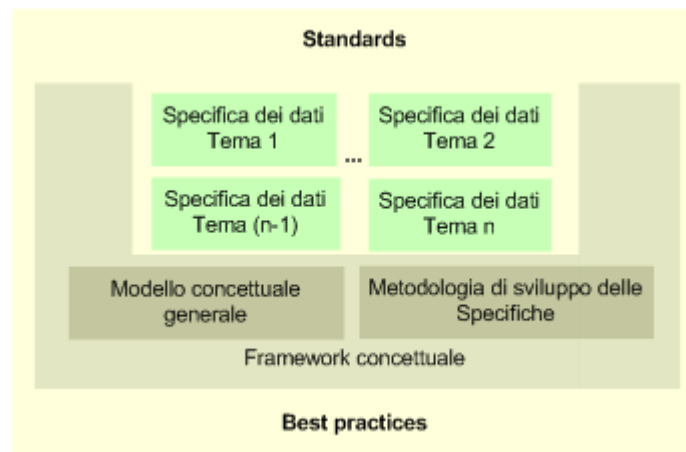 Standards
Specifica dei dati
Tema 1
Specifica dei dati
Tema 2
...
Specifica dei dati
Tema (n-1)
Specifica dei dati
Tema n
Modello concettuale
generale
Metodologia di sviluppo delle
Specifiche
Framework concettuale
Best practices